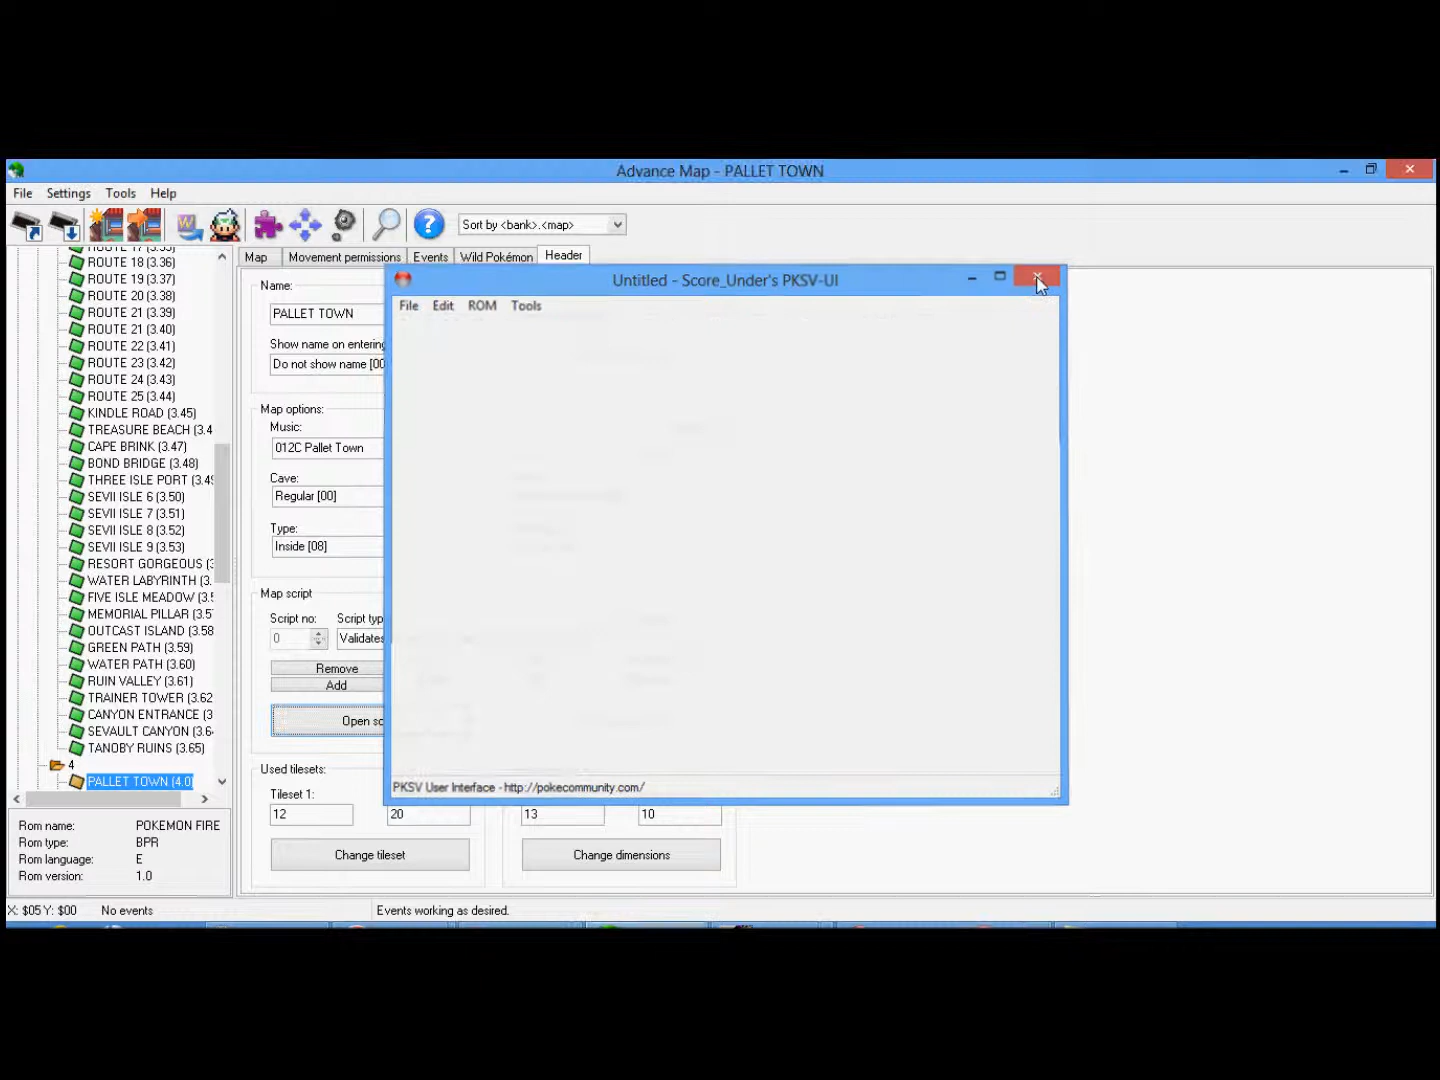 Advance Map - PALLET TOWN
File Settings Tools Help
Sort by <bank>.<map>
Map Movement permissions Events Wild Pokémon Header
ROUTE 18 (3.36)
ROUTE 19 (3.37)
ROUTE 20 (3.38)
ROUTE 21 (3.39)
ROUTE 21 (3.40)
ROUTE 22 (3.41)
ROUTE 23 (3.42)
ROUTE 24 (3.43)
ROUTE 25 (3.44)
KINDLE ROAD (3.45)
TREASURE BEACH (3.4
CAPE BRINK (3.47)
BOND BRIDGE (3.48)
THREE ISLE PORT (3.49
SEVII ISLE 6 (3.50)
SEVII ISLE 7 (3.51)
SEVII ISLE 8 (3.52)
SEVII ISLE 9 (3.53)
RESORT GORGEOUS (3
WATER LABYRINTH (3.
FIVE ISLE MEADOW (3.5
MEMORIAL PILLAR (3.57
OUTCAST ISLAND (3.58
GREEN PATH (3.59)
WATER PATH (3.60)
RUIN VALLEY (3.61)
TRAINER TOWER (3.62
CANYON ENTRANCE (3
SEVAULT CANYON (3.64
TANOBY RUINS (3.65)
4
PALLET TOWN (4.0)
Rom name: POKEMON FIRE
Rom type: BPR
Rom language: E
Rom version: 1.0
Name:
PALLET TOWN
Show name on entering
Do not show name [00
Map options:
Music:
012C Pallet Town
Cave:
Regular [00]
Type:
Inside [08]
Map script
Script no: Script typ
0 Validates
Remove
Add
Open sc
Used tilesets:
Tileset 1:
12 20 13 10
Change tileset Change dimensions
Untitled - Score_Under's PKSV-UI
File Edit ROM Tools
PKSV User Interface - http://pokecommunity.com/
X: $05 Y: $00 No events Events working as desired.